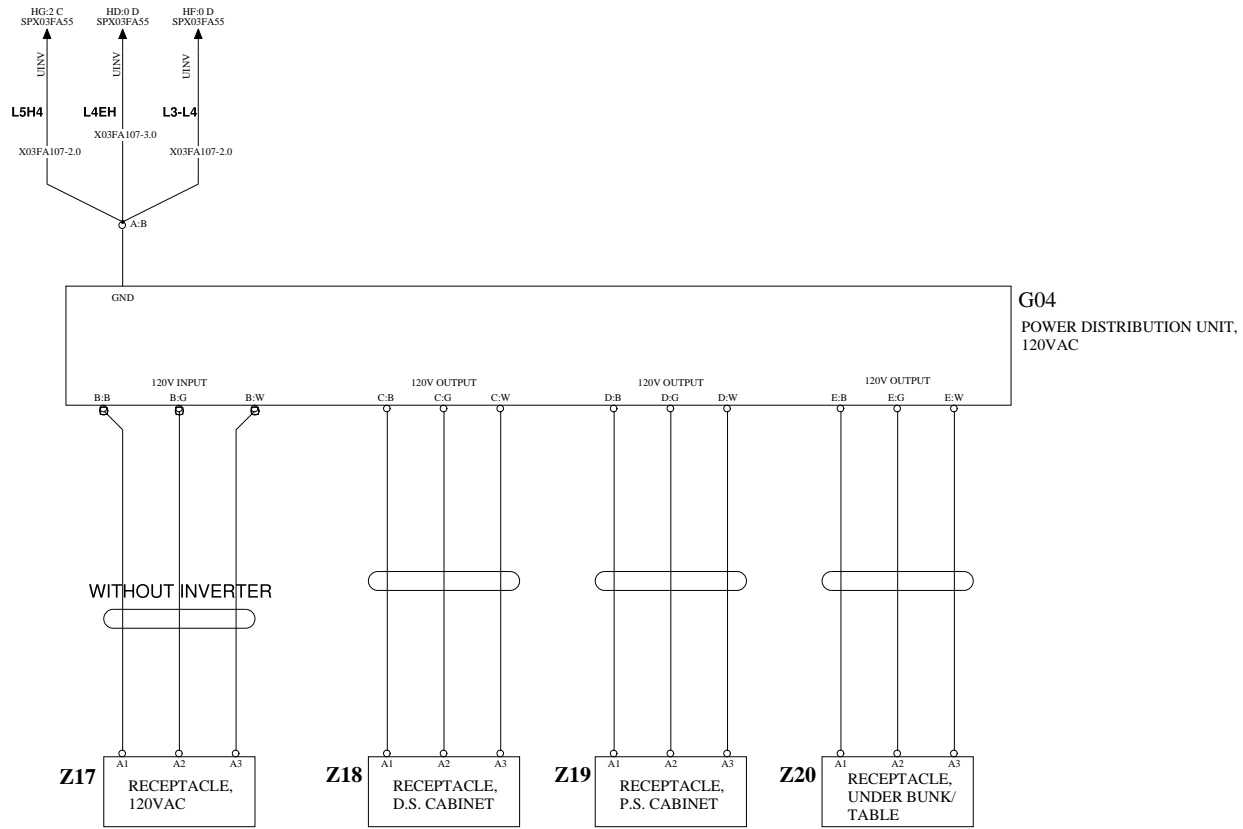 HG:2 C
SPX03FA55
HD:0 D
SPX03FA55
HF:0 D
SPX03FA55
UINV
UINV
UINV
L5H4
L4EH
L3-L4
X03FA107-3.0
X03FA107-2.0
X03FA107-2.0
A:B
GND
G04
POWER DISTRIBUTION UNIT,
120VAC
120V INPUT
120V OUTPUT
120V OUTPUT
120V OUTPUT
B:B
B:G
B:W
C:B
C:G
C:W
D:B
D:G
D:W
E:B
E:G
E:W
WITHOUT INVERTER
Z17
A1
A2
A3
RECEPTACLE,
120VAC
Z18
A1
A2
A3
RECEPTACLE,
D.S. CABINET
Z19
A1
A2
A3
RECEPTACLE,
P.S. CABINET
Z20
A1
A2
A3
RECEPTACLE,
UNDER BUNK/
TABLE